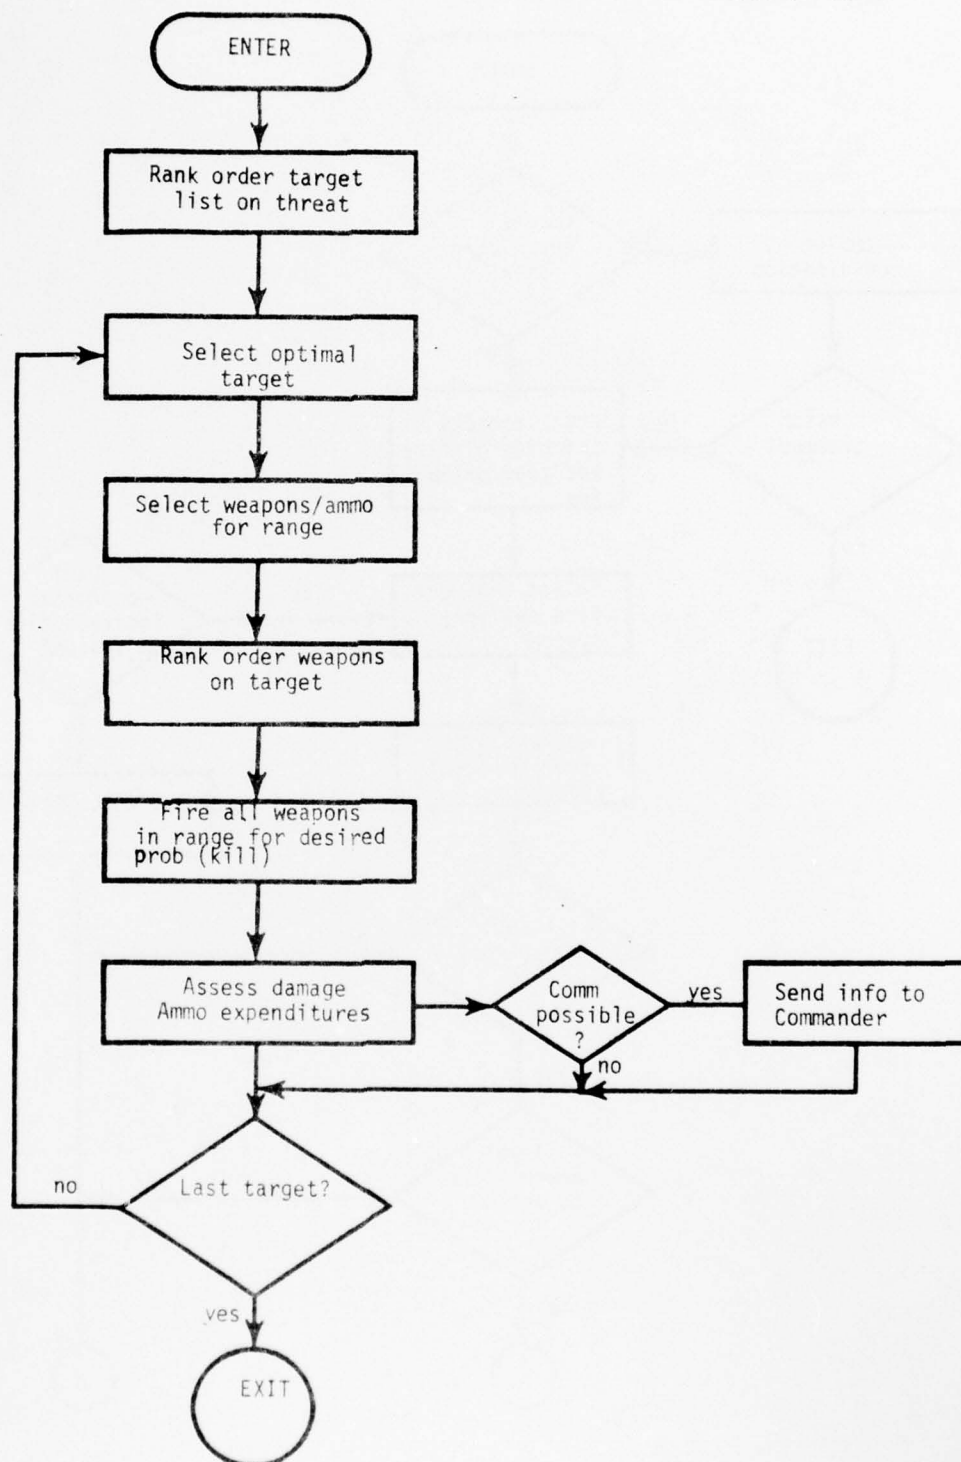 ENTER
Rank order target
list on threat
Select optimal
target
Select weapons/ammo
for range
Rank order weapons
on target
Fire all weapons
in range for desired
prob (kill)
Assess damage
Ammo expenditures
Comm
possible
?
yes
Send info to
Commander
no
Last target?
no
yes
EXIT